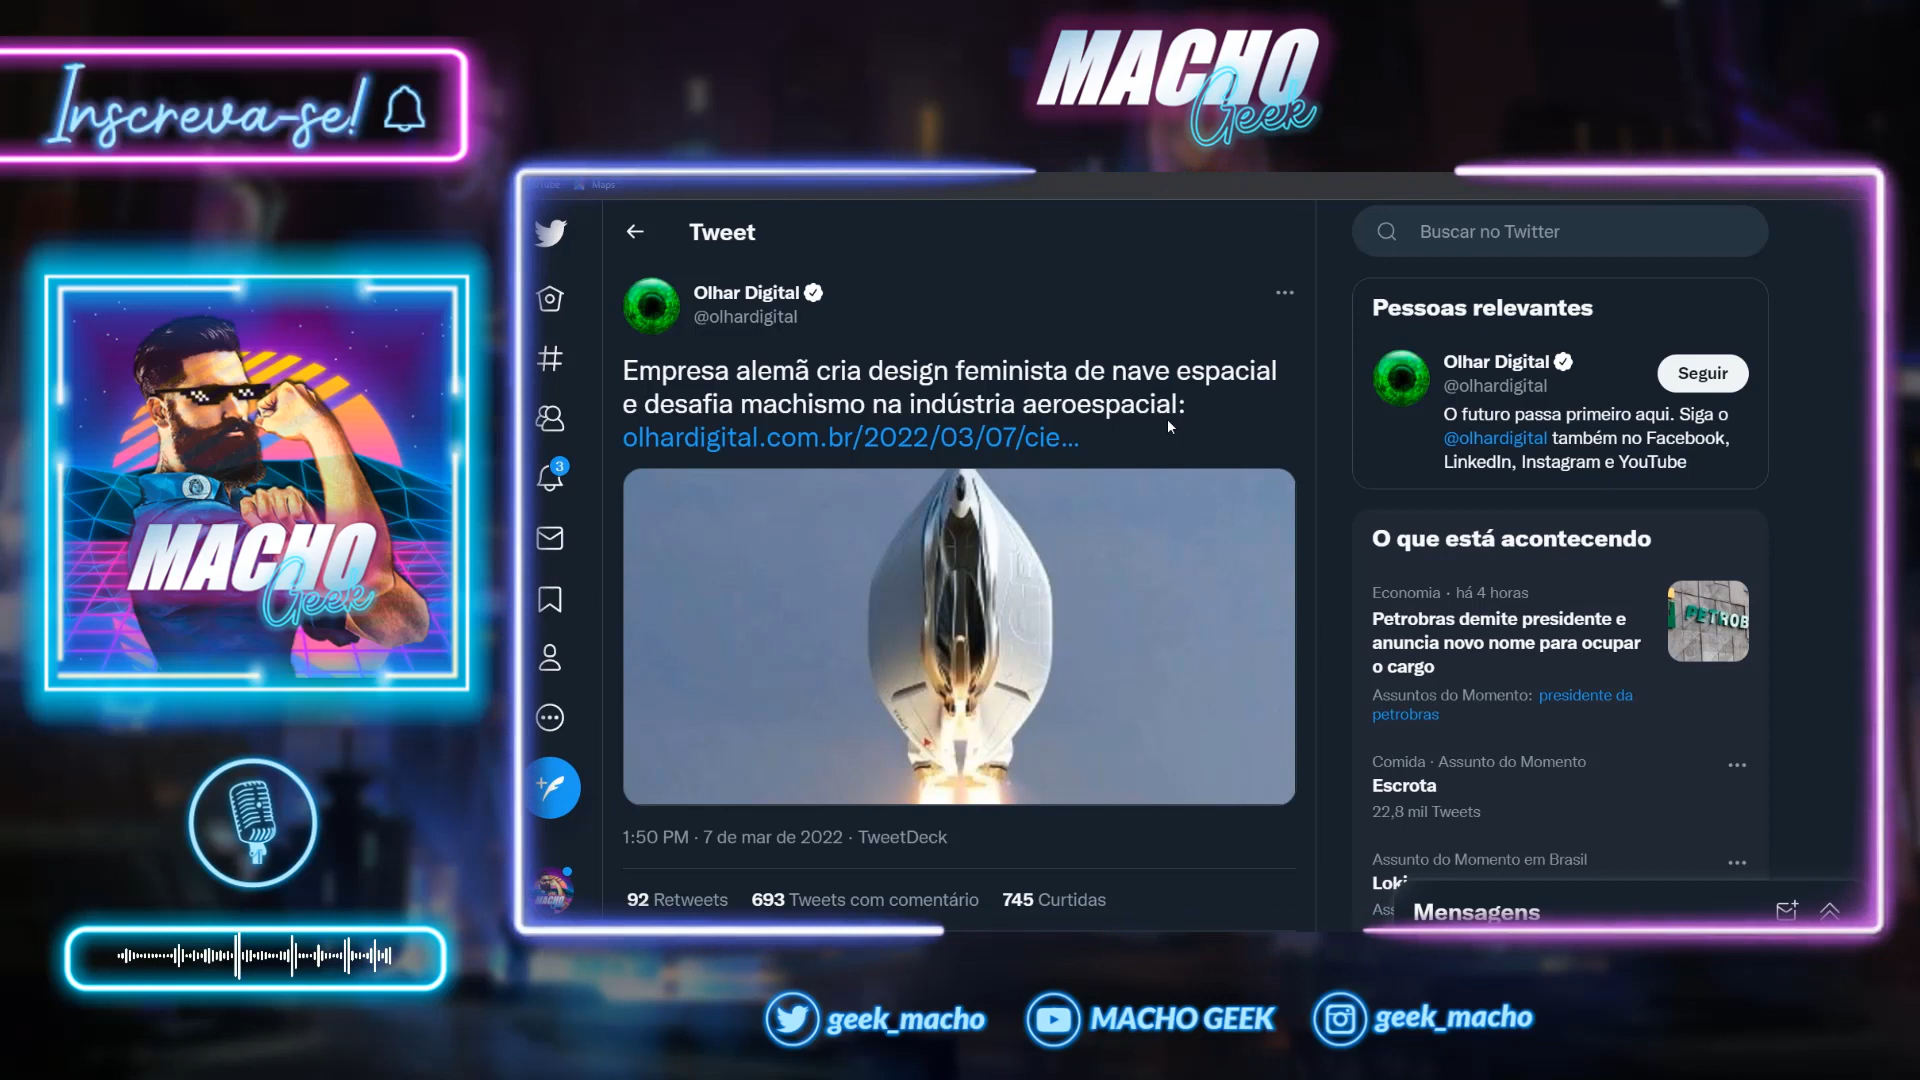 Inscreva-se!
MACHO
Geek
Maps
Tweet
Buscar no Twitter
Olhar Digital
@olhardigital
Empresa alemã cria design feminista de nave espacial
e desafia machismo na indústria aeroespacial:
olhardigital.com.br/2022/03/07/cie...
1:50 PM · 7 de mar de 2022 · TweetDeck
92 Retweets 693 Tweets com comentário 745 Curtidas
3
Pessoas relevantes
Olhar Digital
@olhardigital
Seguir
O futuro passa primeiro aqui. Siga o
@olhardigital também no Facebook,
LinkedIn, Instagram e YouTube
O que está acontecendo
Economia · há 4 horas
Petrobras demite presidente e
anuncia novo nome para ocupar
o cargo
PETROB
Assuntos do Momento: presidente da
petrobras
Comida · Assunto do Momento
Escrota
22,8 mil Tweets
Assunto do Momento em Brasil
Loki
Mensagens
MACHO
Geek
geek_macho
MACHO GEEK
geek_macho